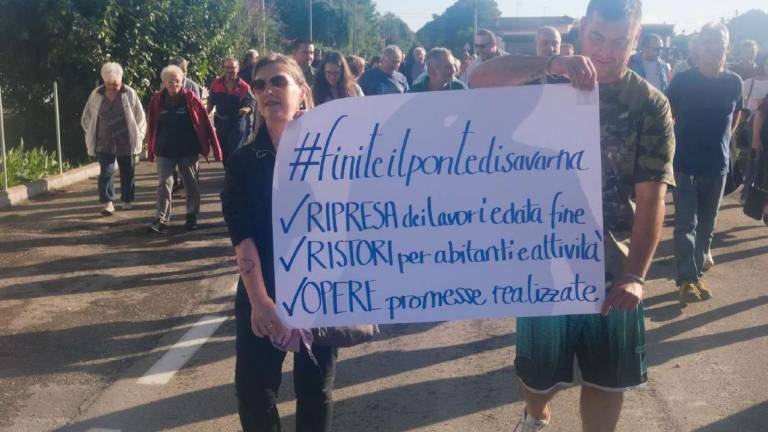 #finiteilpontedisavarna
✓RIPRESA dei lavori e data fine
✓RISTORI per abitanti e attività
✓OPERE promesse realizzate